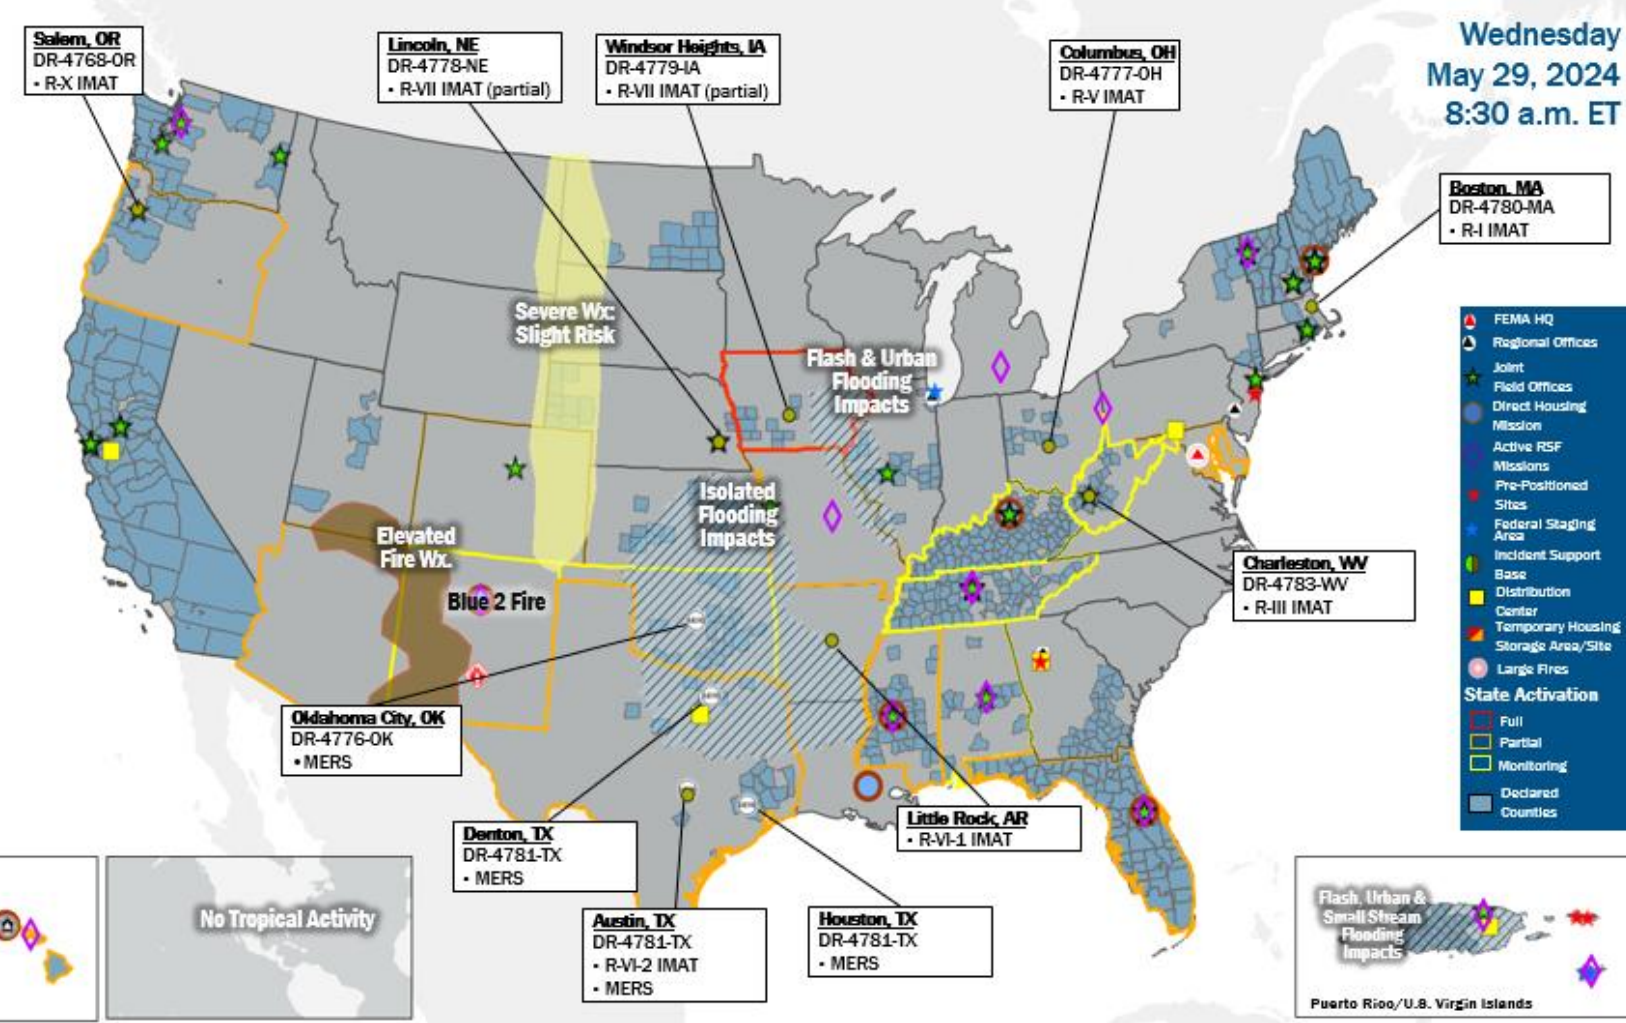 Wednesday
May 29, 2024
8:30 a.m. ET
Salem, OR
DR-4768-OR
• R-X IMAT
Lincoln, NE
DR-4778-NE
• R-VII IMAT (partial)
Windsor Heights, IA
DR-4779-IA
• R-VII IMAT (partial)
Columbus, OH
DR-4777-OH
• R-V IMAT
Boston, MA
DR-4780-MA
• R-I IMAT
Severe Wx:
Slight Risk
Flash & Urban
Flooding
Impacts
Isolated
Flooding
Impacts
Elevated
Fire Wx.
Blue 2 Fire
Charleston, WV
DR-4783-WV
• R-III IMAT
Oklahoma City, OK
DR-4776-OK
• MERS
Denton, TX
DR-4781-TX
• MERS
Austin, TX
DR-4781-TX
• R-VI-2 IMAT
• MERS
Houston, TX
DR-4781-TX
• MERS
Little Rock, AR
• R-VI-1 IMAT
FEMA HQ
Regional Offices
Joint
Field Offices
Direct Housing
Mission
Active RSF
Missions
Pre-Positioned
Sites
Federal Staging
Area
Incident Support
Base
Distribution
Center
Temporary Housing
Storage Area/Site
Large Fires
State Activation
Full
Partial
Monitoring
Declared
Counties
No Tropical Activity
Flash, Urban &
Small Stream
Flooding
Impacts
Puerto Rico/U.S. Virgin Islands